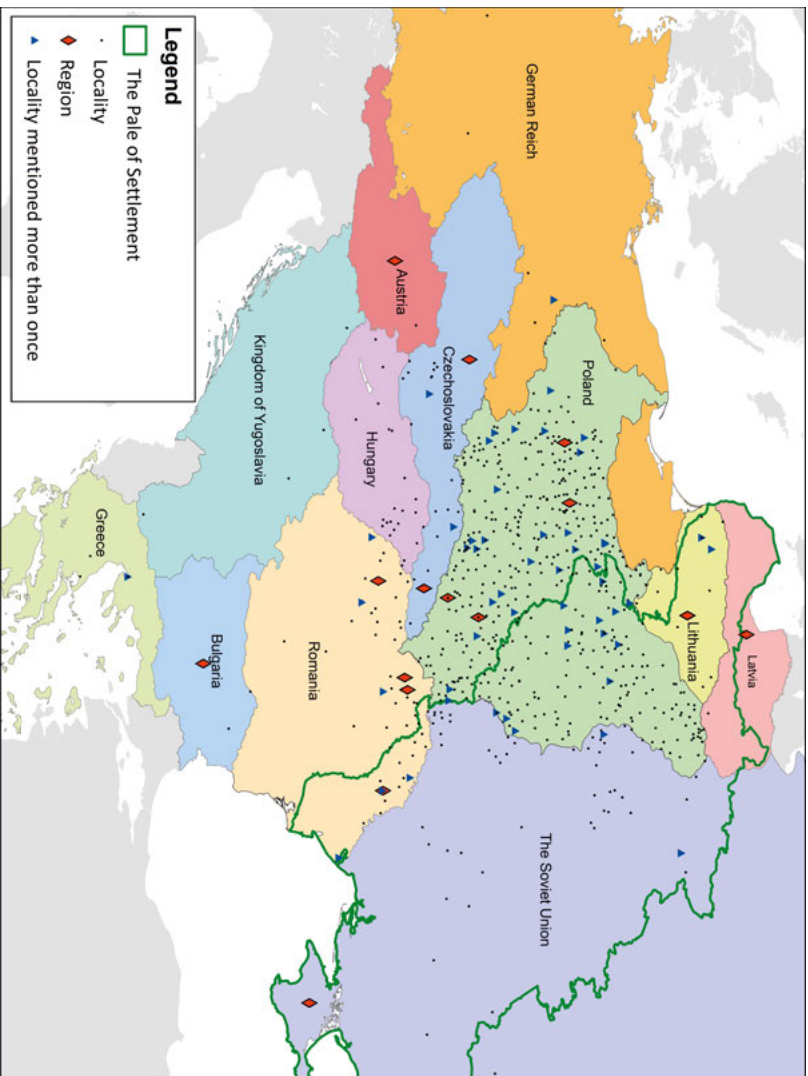 German Reich
Austria
Czechoslovakia
Poland
Latvia
Lithuania
Kingdom of Yugoslavia
Hungary
Greece
Bulgaria
Romania
The Soviet Union
Legend
The Pale of Settlement
Locality
Region
Locality mentioned more than once